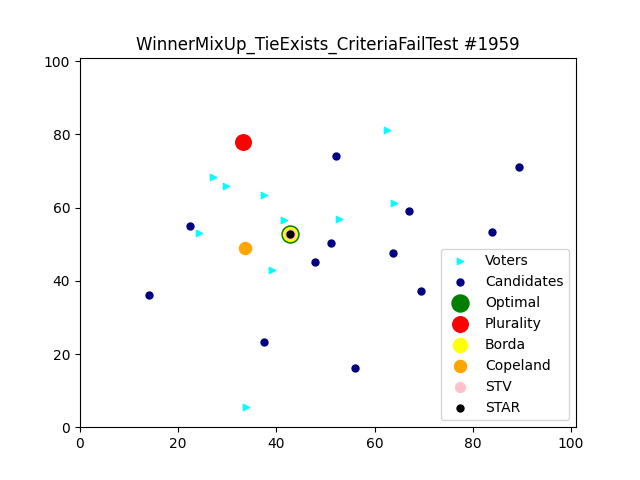 WinnerMixUp_TieExists_CriteriaFailTest #1959
100
80
60
40
20
0
0 20 40 60 80 100
Voters
Candidates
Optimal
Plurality
Borda
Copeland
STV
STAR